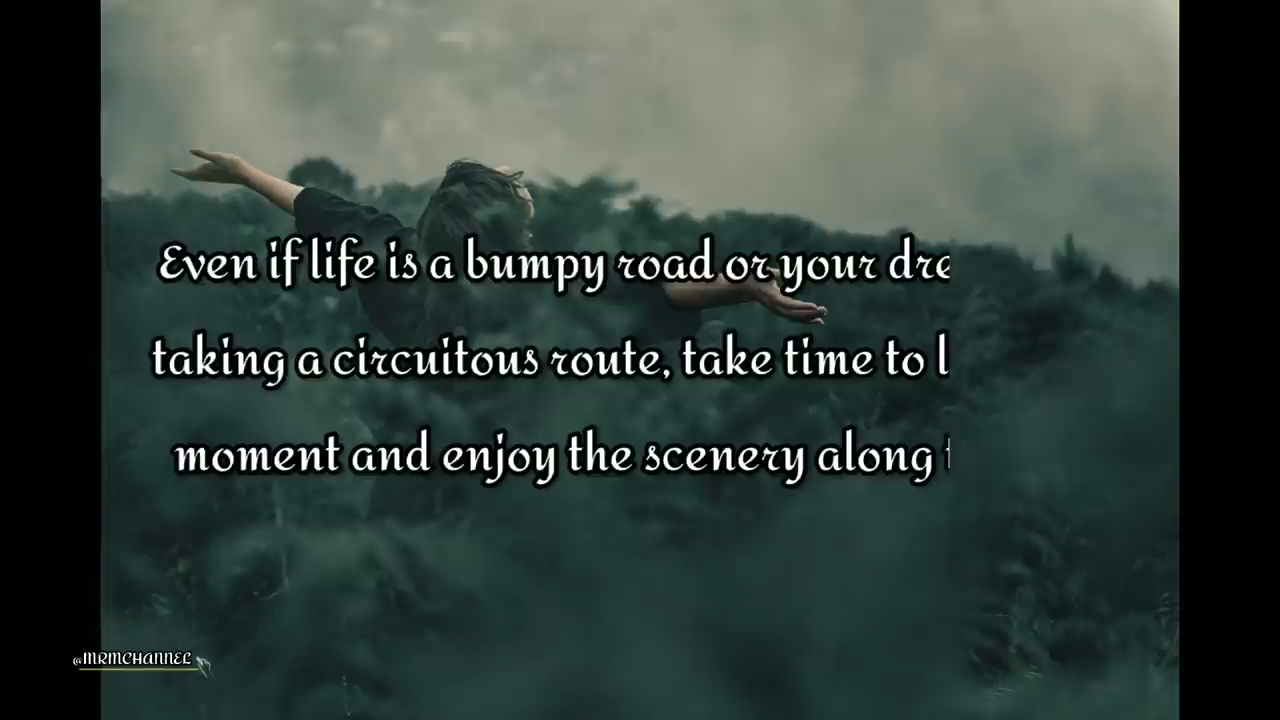 Even if life is a bumpy road or your dre
taking a circuitous route, take time to l
moment and enjoy the scenery along
@MRMCHANNEL